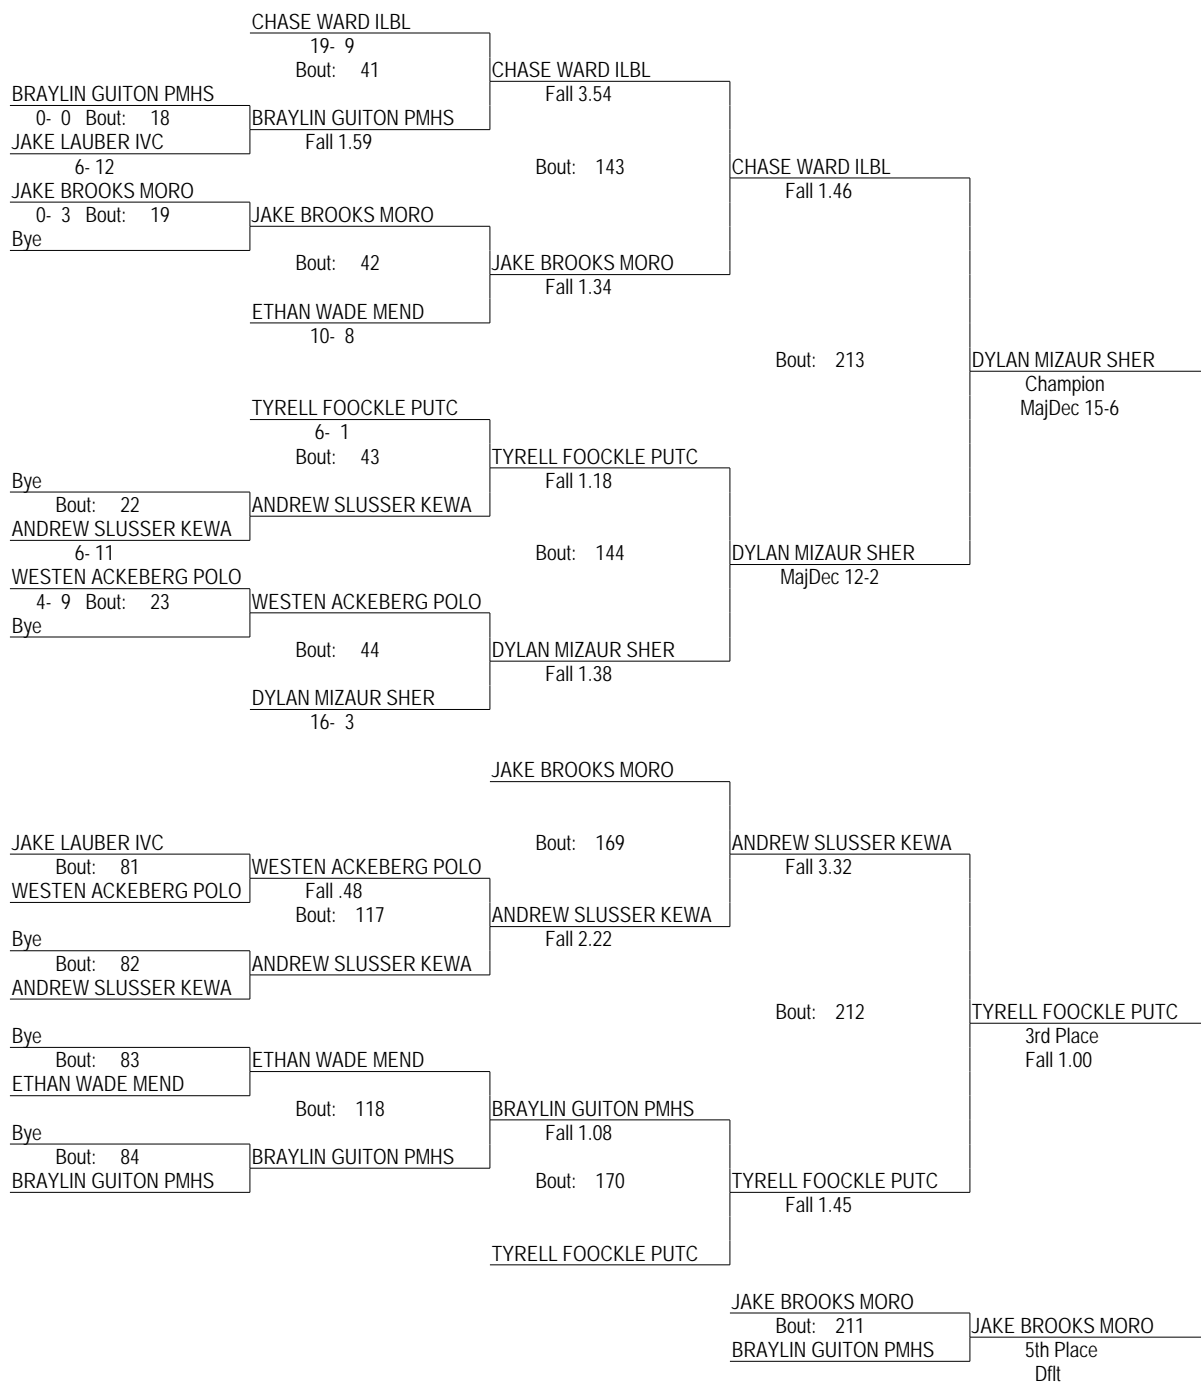 CHASE WARD ILBL
19- 9
Bout: 41
CHASE WARD ILBL
Fall 3.54
BRAYLIN GUITON PMHS
0- 0 Bout: 18
BRAYLIN GUITON PMHS
Fall 1.59
JAKE LAUBER IVC
6- 12
Bout: 143
CHASE WARD ILBL
Fall 1.46
JAKE BROOKS MORO
0- 3 Bout: 19
JAKE BROOKS MORO
Bye
Bout: 42
JAKE BROOKS MORO
Fall 1.34
ETHAN WADE MEND
10- 8
Bout: 213
DYLAN MIZAUR SHER
Champion
MajDec 15-6
TYRELL FOOCKLE PUTC
6- 1
Bout: 43
TYRELL FOOCKLE PUTC
Fall 1.18
Bye
Bout: 22
ANDREW SLUSSER KEWA
ANDREW SLUSSER KEWA
6- 11
Bout: 144
DYLAN MIZAUR SHER
MajDec 12-2
WESTEN ACKEBERG POLO
4- 9 Bout: 23
WESTEN ACKEBERG POLO
Bye
Bout: 44
DYLAN MIZAUR SHER
Fall 1.38
DYLAN MIZAUR SHER
16- 3
JAKE BROOKS MORO
Bout: 169
ANDREW SLUSSER KEWA
Fall 3.32
JAKE LAUBER IVC
Bout: 81
WESTEN ACKEBERG POLO
WESTEN ACKEBERG POLO
Fall .48
Bout: 117
ANDREW SLUSSER KEWA
Fall 2.22
Bye
Bout: 82
ANDREW SLUSSER KEWA
ANDREW SLUSSER KEWA
Bout: 212
TYRELL FOOCKLE PUTC
3rd Place
Fall 1.00
Bye
Bout: 83
ETHAN WADE MEND
ETHAN WADE MEND
Bout: 118
BRAYLIN GUITON PMHS
Fall 1.08
Bye
Bout: 84
BRAYLIN GUITON PMHS
BRAYLIN GUITON PMHS
Bout: 170
TYRELL FOOCKLE PUTC
Fall 1.45
TYRELL FOOCKLE PUTC
JAKE BROOKS MORO
Bout: 211
JAKE BROOKS MORO
BRAYLIN GUITON PMHS
5th Place
Dflt